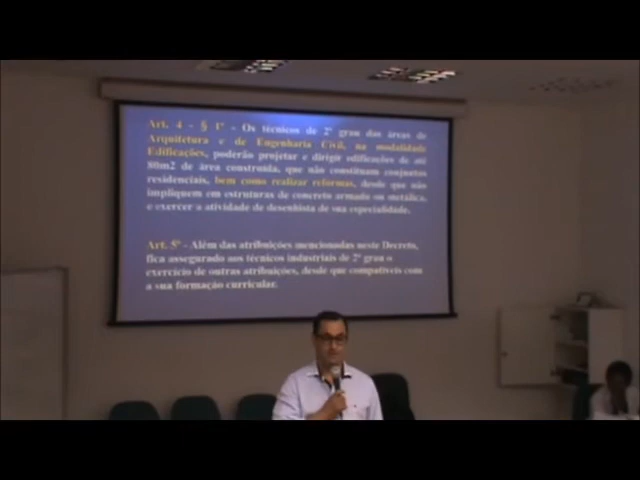 Art. 4 - § 1º - Os técnicos de 2º grau das áreas de
Arquitetura e de Engenharia Civil, na modalidade
Edificações, poderão projetar e dirigir edificações de até
80m2 de área construída, que não constituam conjuntos
residenciais, bem como realizar reformas, desde que não
impliquem em estruturas de concreto armado ou metálica,
e exercer a atividade de desenhista de sua especialidade.
Art. 5º - Além das atribuições mencionadas neste Decreto,
fica assegurado aos técnicos industriais de 2º grau o
exercício de outras atribuições, desde que compatíveis com
a sua formação curricular.